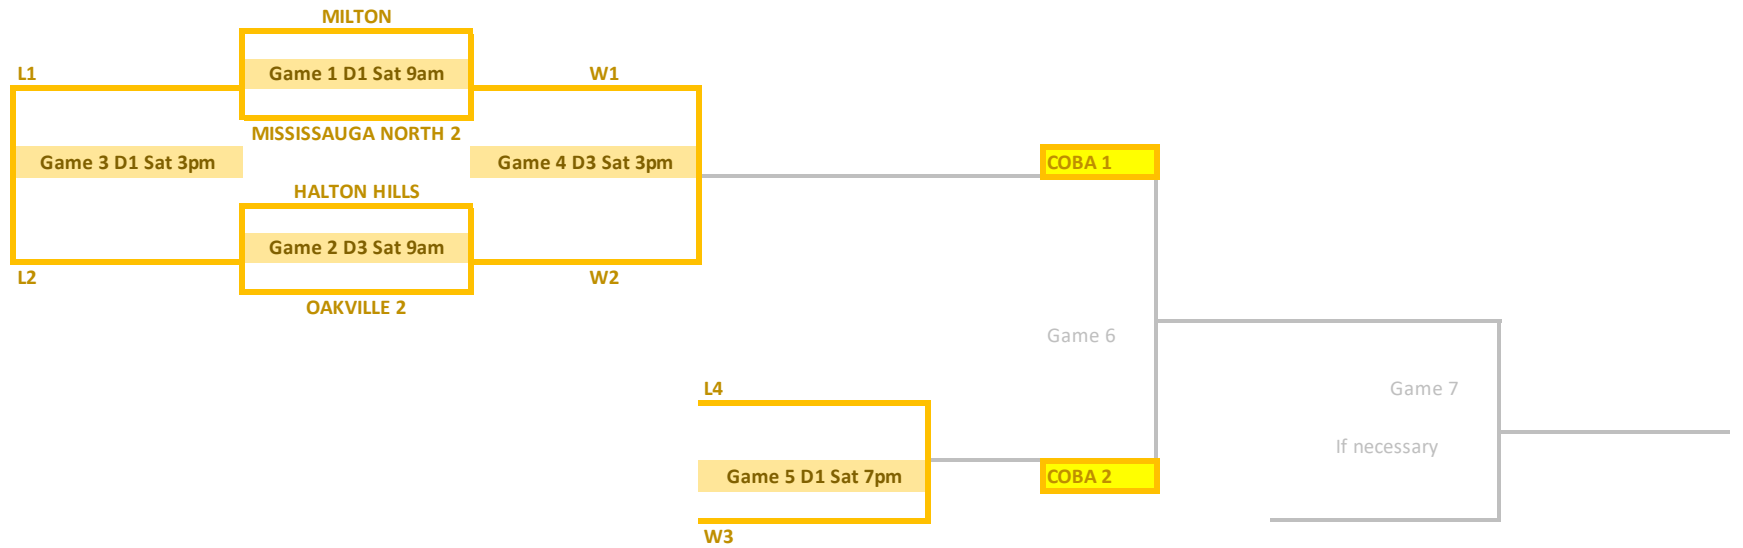 MILTON
L1
Game 1 D1 Sat 9am
W1
MISSISSAUGA NORTH 2
Game 3 D1 Sat 3pm
Game 4 D3 Sat 3pm
COBA 1
HALTON HILLS
Game 2 D3 Sat 9am
L2
W2
OAKVILLE 2
Game 6
L4
Game 7
If necessary
Game 5 D1 Sat 7pm
COBA 2
W3